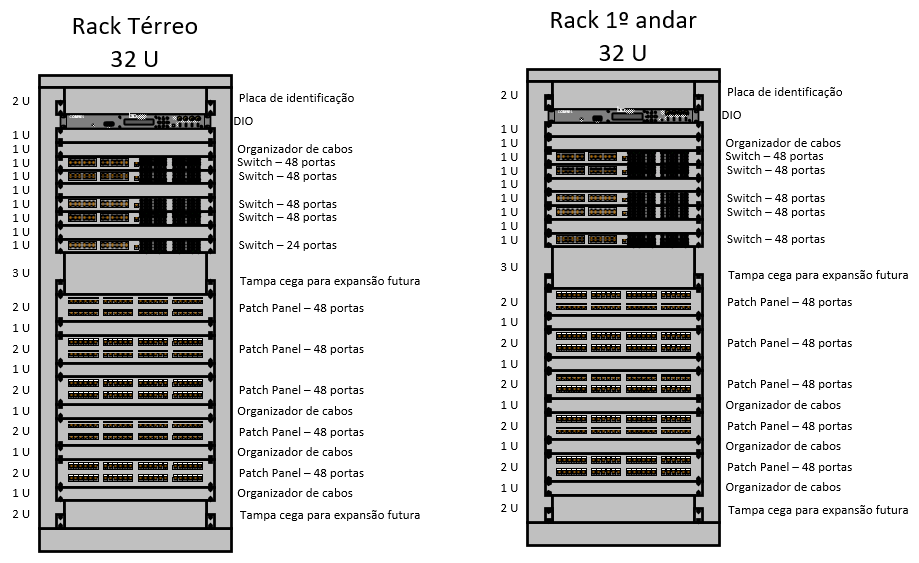 Rack Térreo
32 U
2 U Placa de identificação
DIO
1 U
1 U Organizador de cabos
1 U Switch – 48 portas
1 U Switch – 48 portas
1 U
1 U Switch – 48 portas
1 U Switch – 48 portas
1 U
1 U Switch – 24 portas
3 U Tampa cega para expansão futura
2 U Patch Panel – 48 portas
1 U
2 U Patch Panel – 48 portas
1 U
2 U Patch Panel – 48 portas
1 U Organizador de cabos
2 U Patch Panel – 48 portas
1 U Organizador de cabos
2 U Patch Panel – 48 portas
1 U Organizador de cabos
2 U Tampa cega para expansão futura
Rack 1º andar
32 U
2 U Placa de identificação
DIO
1 U
1 U Organizador de cabos
1 U Switch – 48 portas
1 U Switch – 48 portas
1 U
1 U Switch – 48 portas
1 U Switch – 48 portas
1 U
1 U Switch – 48 portas
3 U Tampa cega para expansão futura
2 U Patch Panel – 48 portas
1 U
2 U Patch Panel – 48 portas
1 U
2 U Patch Panel – 48 portas
1 U Organizador de cabos
2 U Patch Panel – 48 portas
1 U Organizador de cabos
2 U Patch Panel – 48 portas
1 U Organizador de cabos
2 U Tampa cega para expansão futura